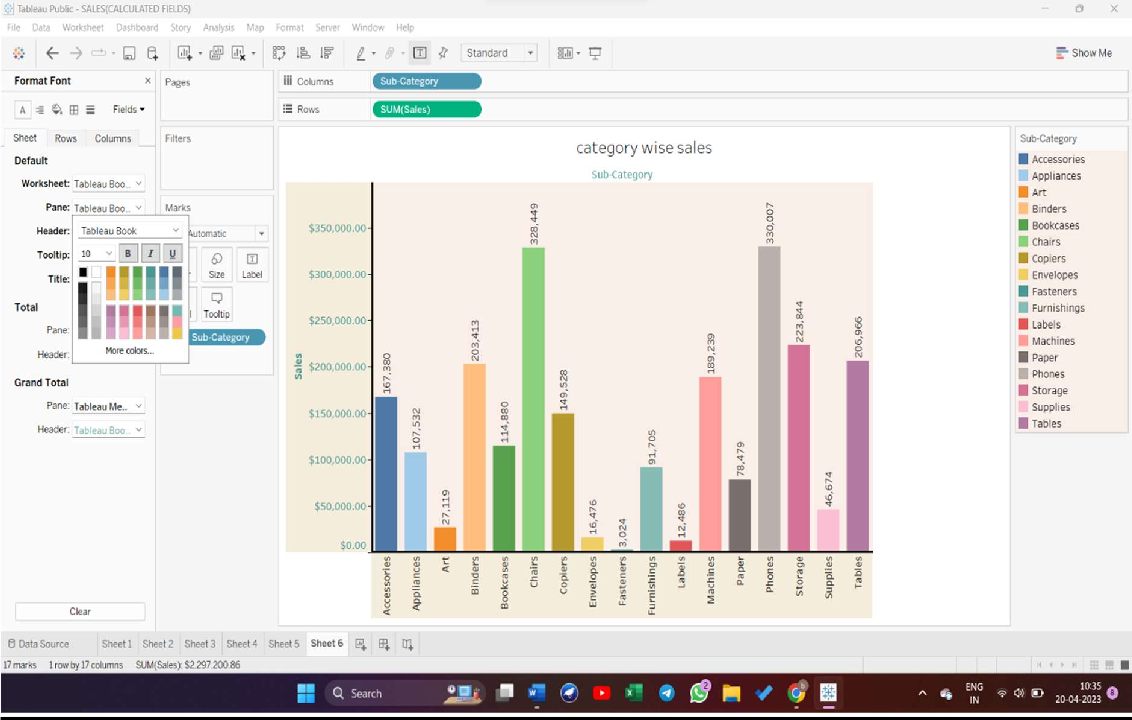 Tableau Public - SALES(CALCULATED FIELDS)
File Data Worksheet Dashboard Story Analysis Map Format Server Window Help
Standard
Show Me
Format Font
Fields
Sheet Rows Columns
Default
Worksheet: Tableau Boo..
Pane: Tableau Boo..
Header: Tableau Book
Tooltip: 10 B I U
Title:
More colors...
Total
Pane:
Header:
Grand Total
Pane: Tableau Me..
Header: Tableau Boo..
Clear
Pages
Filters
Marks
Automatic
Size Label
Tooltip
Sub-Category
Columns Sub-Category
Rows SUM(Sales)
category wise sales
Sub-Category
Sales
$350,000.00
$300,000.00
$250,000.00
$200,000.00
$150,000.00
$100,000.00
$50,000.00
$0.00
167,380 107,532 27,119 203,413 114,880 328,449 149,528 16,476 3,024 91,705 12,486 189,239 78,479 330,007 223,844 46,674 206,966
Accessories Appliances Art Binders Bookcases Chairs Copiers Envelopes Fasteners Furnishings Labels Machines Paper Phones Storage Supplies Tables
Sub-Category
Accessories
Appliances
Art
Binders
Bookcases
Chairs
Copiers
Envelopes
Fasteners
Furnishings
Labels
Machines
Paper
Phones
Storage
Supplies
Tables
Data Source Sheet 1 Sheet 2 Sheet 3 Sheet 4 Sheet 5 Sheet 6
17 marks 1 row by 17 columns SUM(Sales): $2,297,200.86
Search
ENG
IN
10:35
20-04-2023